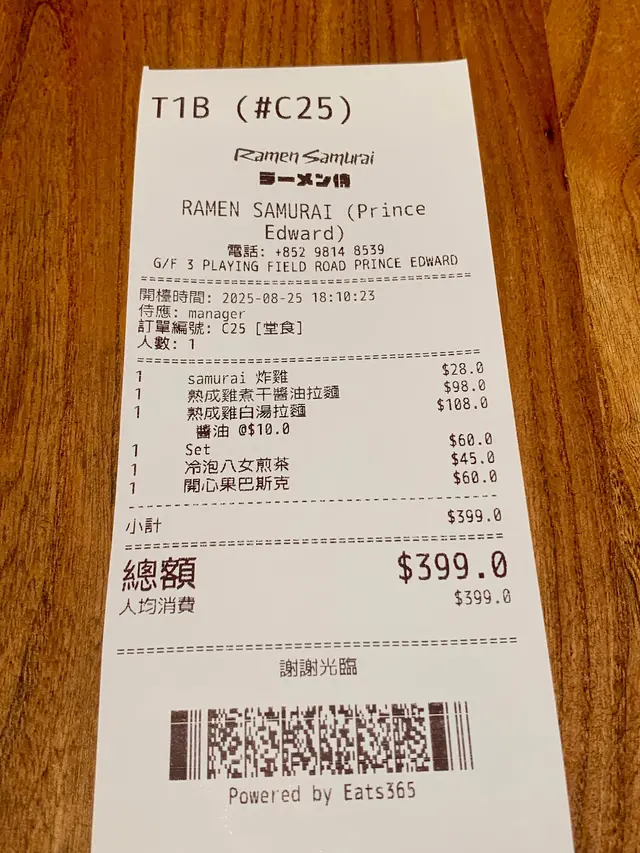 T1B (#C25)
Ramen Samurai
ラーメン侍
RAMEN SAMURAI (Prince
Edward)
電話: +852 9814 8539
G/F 3 PLAYING FIELD ROAD PRINCE EDWARD
開檯時間: 2025-08-25 18:10:23
侍應: manager
訂單編號: C25 [堂食]
人數: 1
1 samurai 炸雞 $28.0
1 熟成雞煮干醬油拉麵 $98.0
1 熟成雞白湯拉麵 $108.0
醬油 @$10.0
1 Set $60.0
1 冷泡八女煎茶 $45.0
1 開心果巴斯克 $60.0
小計 $399.0
總額 $399.0
人均消費 $399.0
謝謝光臨
Powered by Eats365